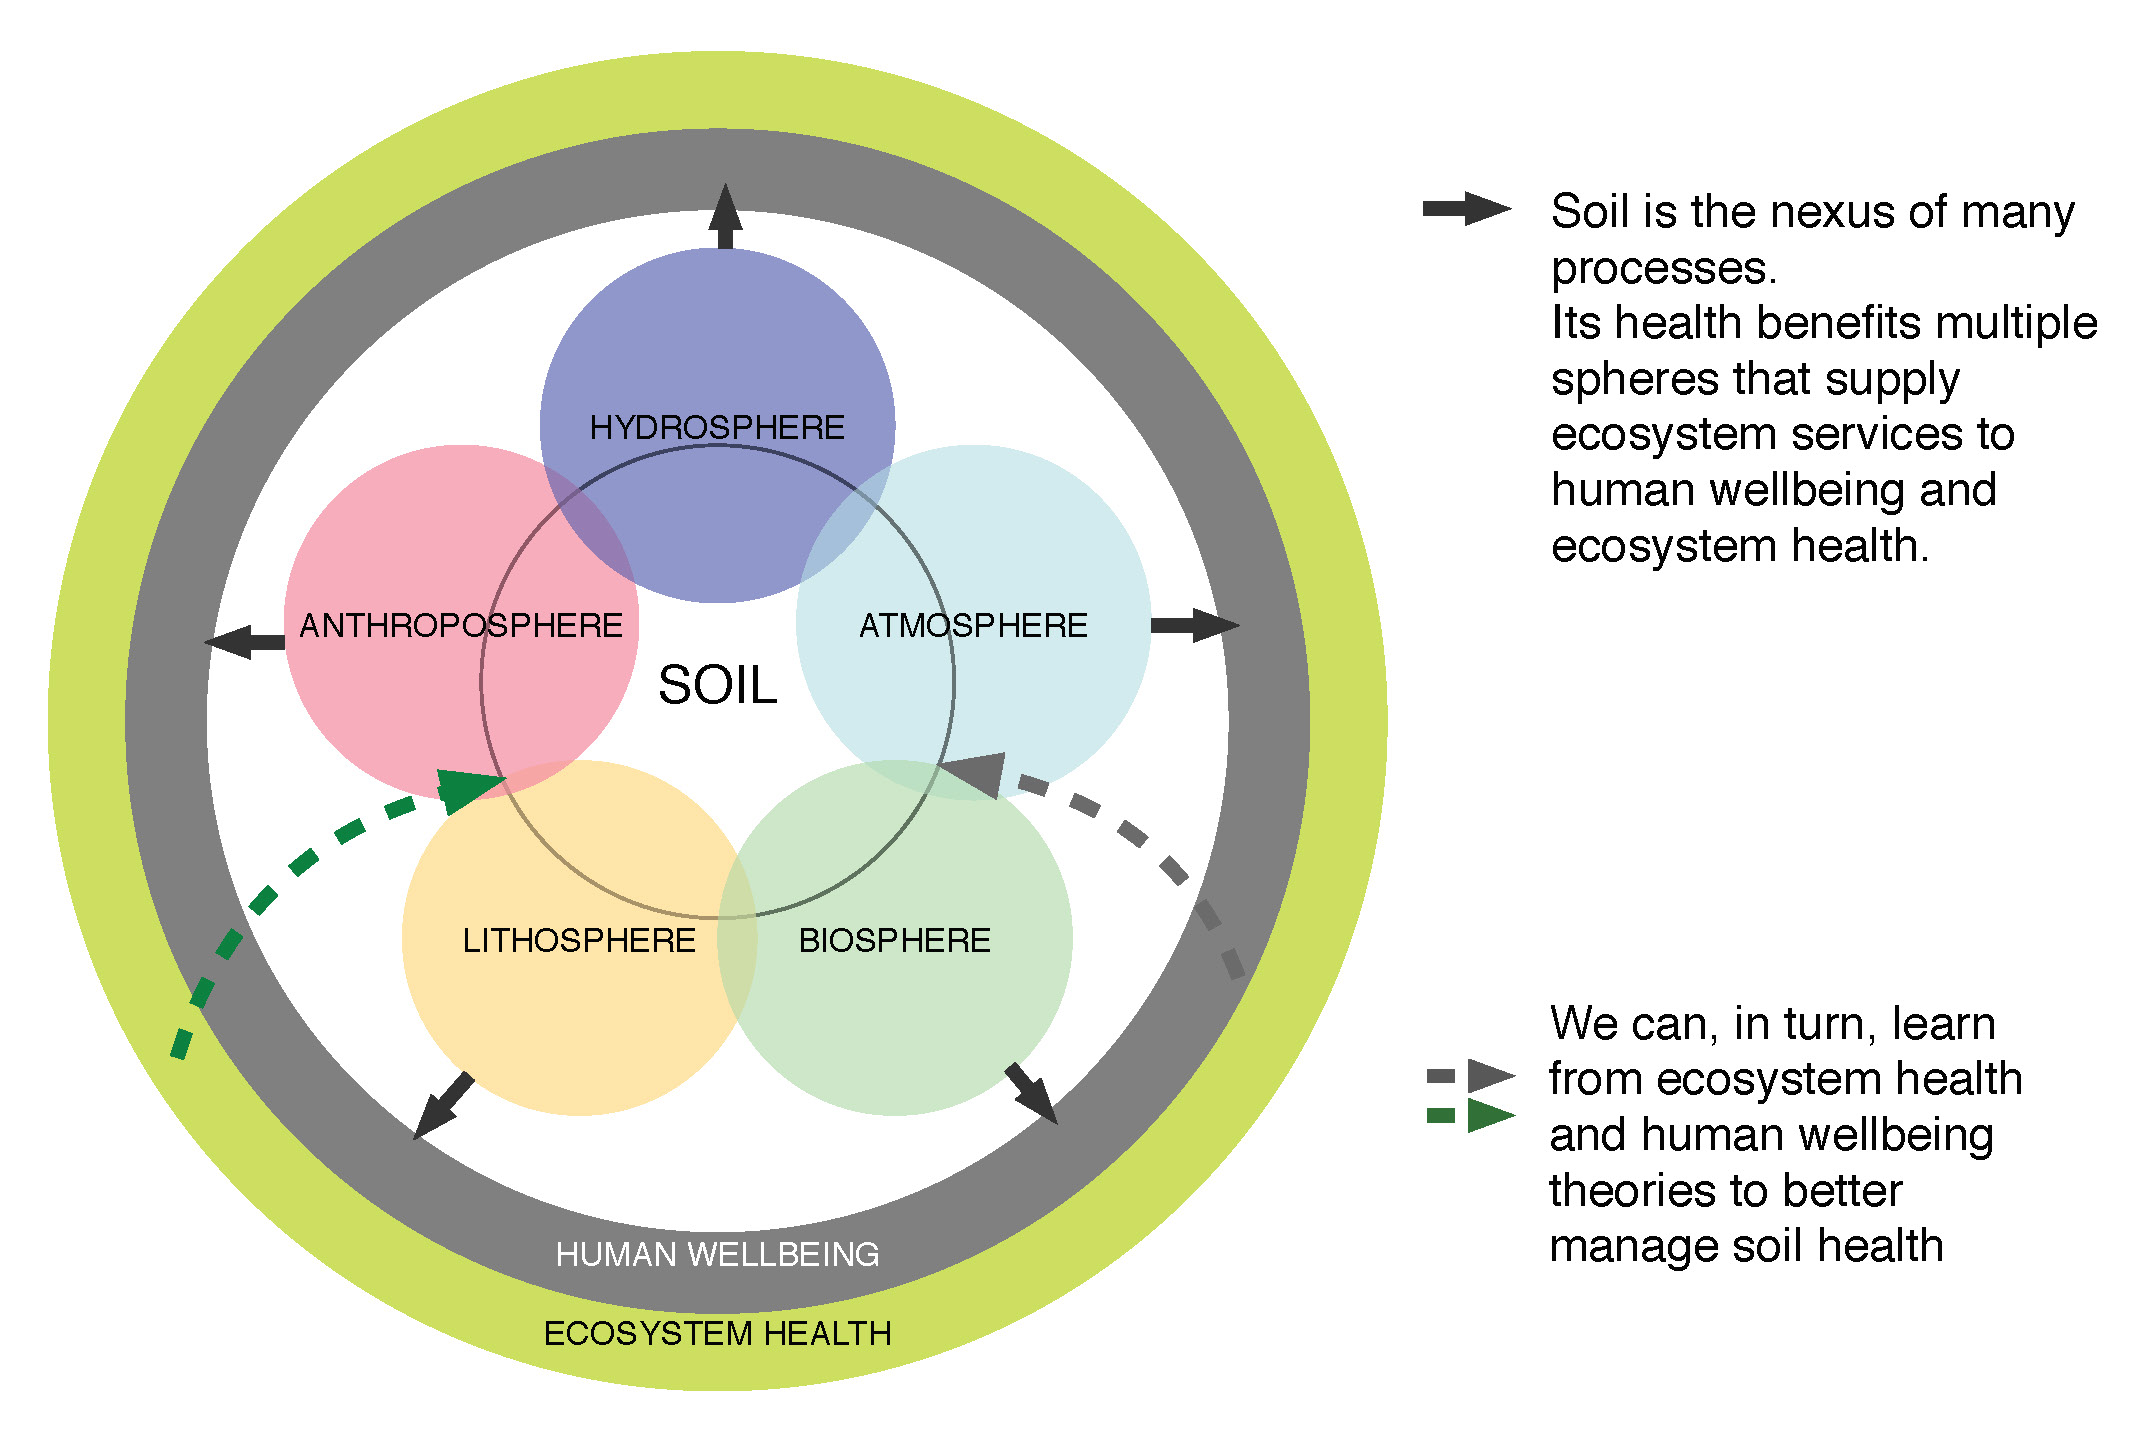 HYDROSPHERE
ANTHROPOSPHERE
ATMOSPHERE
SOIL
LITHOSPHERE
BIOSPHERE
HUMAN WELLBEING
ECOSYSTEM HEALTH
Soil is the nexus of many
processes.
Its health benefits multiple
spheres that supply
ecosystem services to
human wellbeing and
ecosystem health.
We can, in turn, learn
from ecosystem health
and human wellbeing
theories to better
manage soil health